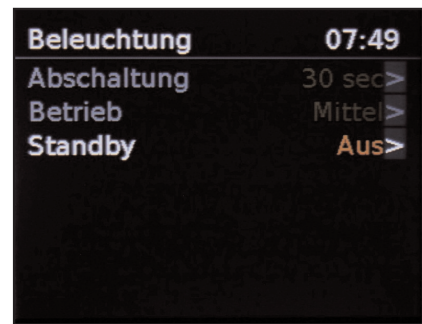 Beleuchtung 07:49
Abschaltung 30 sec>
Betrieb Mittel>
Standby Aus>